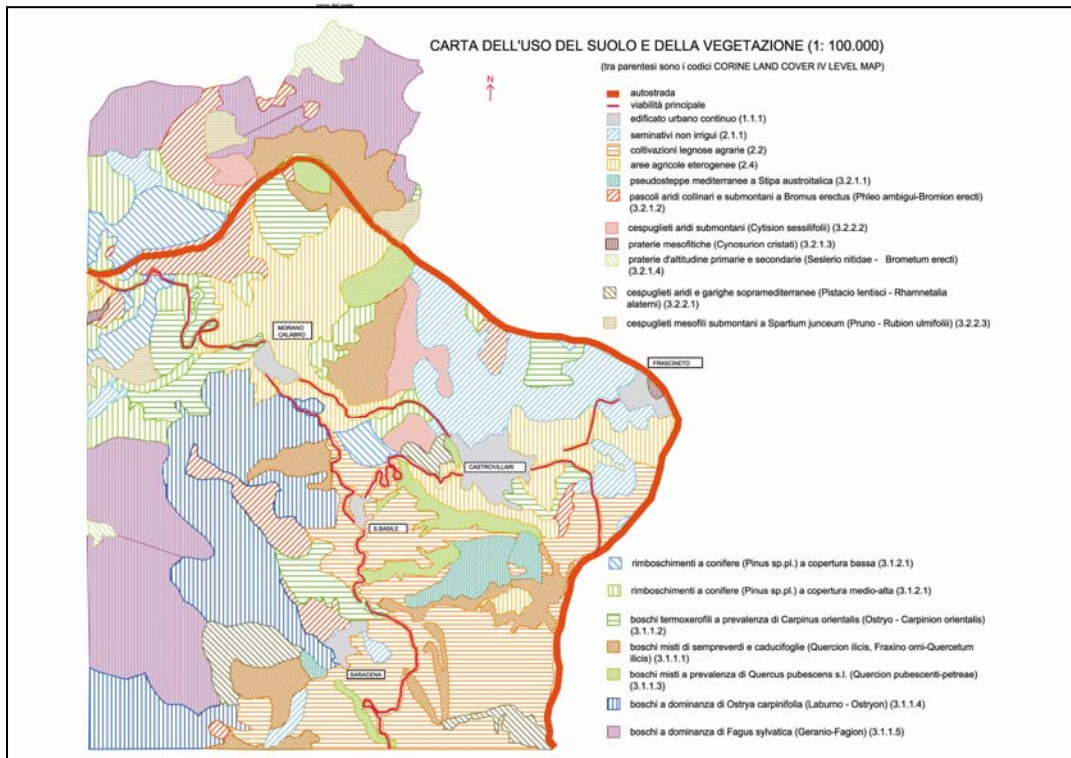 CARTA DELL'USO DEL SUOLO E DELLA VEGETAZIONE (1: 100.000)
(tra parentesi sono i codici CORINE LAND COVER IV LEVEL MAP)
N
autostrada
viabilità principale
edificato urbano continuo (1.1.1)
seminativi non irrigui (2.1.1)
coltivazioni legnose agrarie (2.2)
aree agricole eterogenee (2.4)
pseudosteppe mediterranee a Stipa austroitalica (3.2.1.1)
pascoli aridi collinari e submontani a Bromus erectus (Phleo ambigui-Bromion erecti)
(3.2.1.2)
cespuglieti aridi submontani (Cytision sessilifolii) (3.2.2.2)
praterie mesofitiche (Cynosurion cristati) (3.2.1.3)
praterie d'altitudine primarie e secondarie (Seslerio nitidae - Brometum erecti)
(3.2.1.4)
cespuglieti aridi e garighe sopramediterranee (Pistacio lentisci - Rhamnetalia
alaterni) (3.2.2.1)
cespuglieti mesofili submontani a Spartium junceum (Pruno - Rubion ulmifoliii) (3.2.2.3)
MORANO
CALABRO
FRASCINETO
CASTROVILLARI
S.BASILE
SARACENA
rimboschimenti a conifere (Pinus sp.pl.) a copertura bassa (3.1.2.1)
rimboschimenti a conifere (Pinus sp.pl.) a copertura medio-alta (3.1.2.1)
boschi termoxerofili a prevalenza di Carpinus orientalis (Ostryo - Carpinion orientalis)
(3.1.1.2)
boschi misti di sempreverdi e caducifoglie (Quercion ilicis, Fraxino orni-Quercetum
ilicis) (3.1.1.1)
boschi misti a prevalenza di Quercus pubescens s.l. (Quercion pubescenti-petreae)
(3.1.1.3)
boschi a dominanza di Ostrya carpinifolia (Laburno - Ostryon) (3.1.1.4)
boschi a dominanza di Fagus sylvatica (Geranio-Fagion) (3.1.1.5)